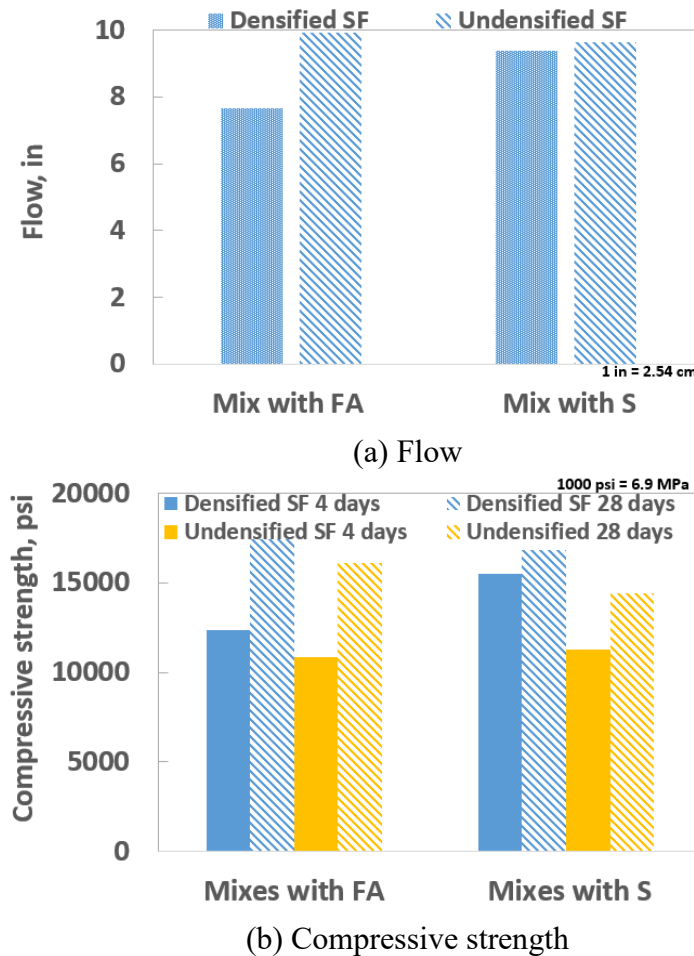 Densified SF Undensified SF
10
8
6
4
2
0
Flow, in
1 in = 2.54 cm
Mix with FA Mix with S
(a) Flow
1000 psi = 6.9 MPa
20000
15000
10000
5000
0
Compressive strength, psi
Densified SF 4 days Densified SF 28 days
Undensified SF 4 days Undensified 28 days
Mixes with FA Mixes with S
(b) Compressive strength